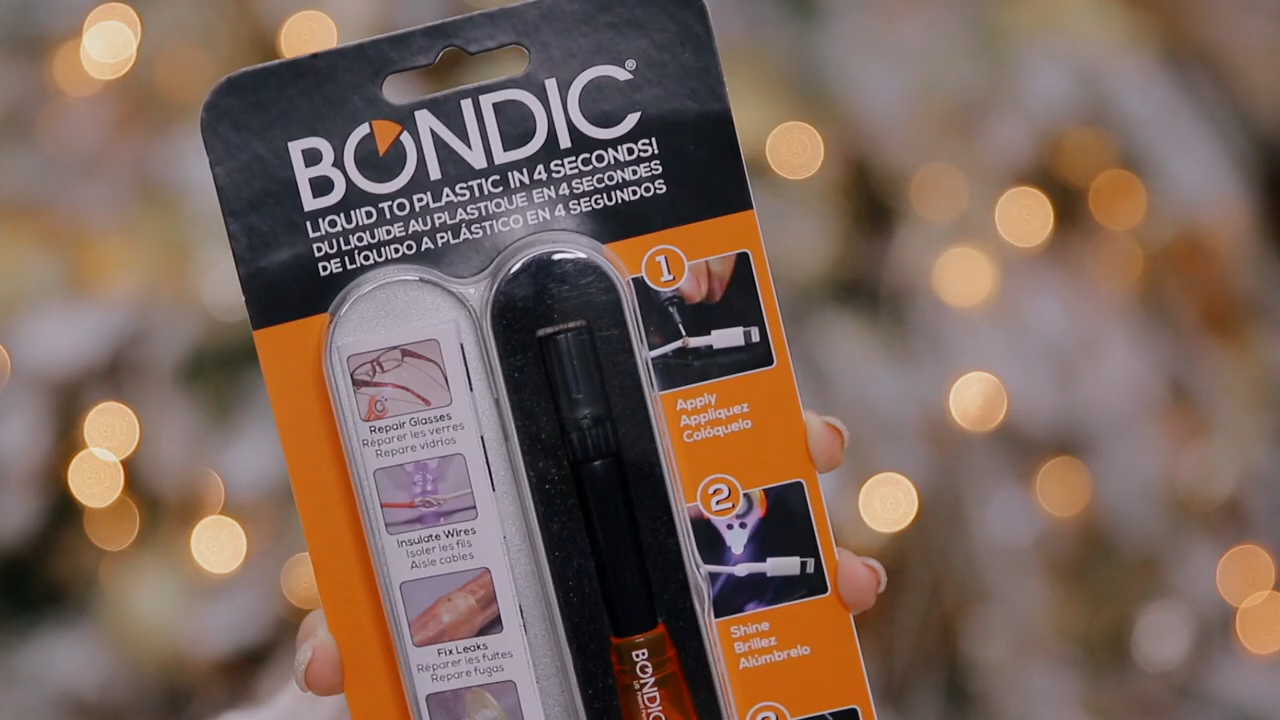 BONDIC®
LIQUID TO PLASTIC IN 4 SECONDS!
DU LIQUIDE AU PLASTIQUE EN 4 SECONDES
DE LÍQUIDO A PLÁSTICO EN 4 SEGUNDOS
Repair Glasses
Réparer les verres
Repare vidrios
Insulate Wires
Isoler les fils
Aisle cables
Fix Leaks
Réparer les fuites
Repare fugas
BONDIC
1
Apply
Appliquez
Colóquelo
2
Shine
Brillez
Alúmbrelo